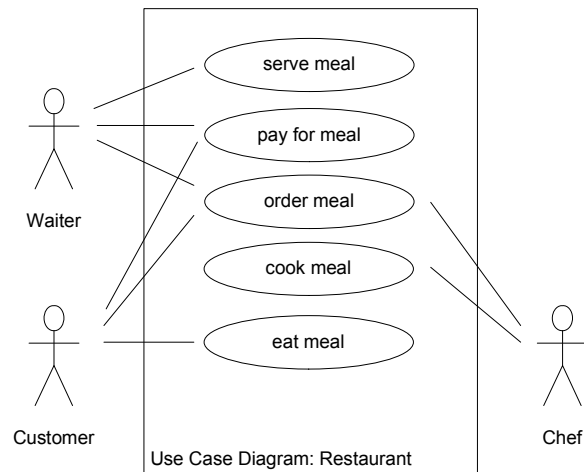 serve meal
pay for meal
Waiter
order meal
cook meal
eat meal
Customer
Chef
Use Case Diagram: Restaurant